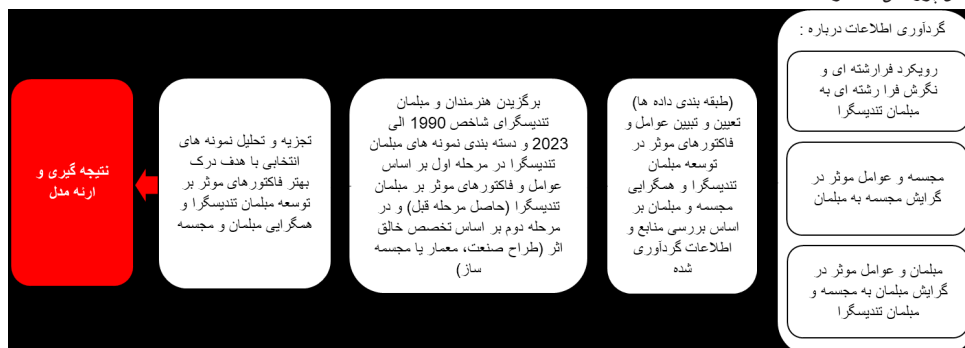 گردآوری اطلاعات درباره :
رویکرد فرارشته ای و
نگرش فرا رشته ای به
مبلمان تندیسگرا
مجسمه و عوامل موثر در
گرایش مجسمه به مبلمان
مبلمان و عوامل موثر در
گرایش مبلمان به مجسمه و
مبلمان تندیسگرا
(طبقه بندی داده ها)
تعیین و تبیین عوامل و
فاکتورهای موثر در
توسعه مبلمان
تندیسگرا و همگرایی
مجسمه و مبلمان بر
اساس بررسی منابع و
اطلاعات گردآوری
شده
برگزیدن هنرمندان و مبلمان
تندیسگرای شاخص 1990 الی
2023 و دسته بندی نمونه های مبلمان
تندیسگرا در مرحله اول بر اساس
عوامل و فاکتورهای موثر بر مبلمان
تندیسگرا (حاصل مرحله قبل) و در
مرحله دوم بر اساس تخصص خالق
اثر (طراح صنعت، معمار یا مجسمه
ساز)
تجزیه و تحلیل نمونه های
انتخابی با هدف درک
بهتر فاکتورهای موثر بر
توسعه مبلمان تندیسگرا و
همگرایی مبلمان و مجسمه
نتیجه گیری و
ارئه مدل